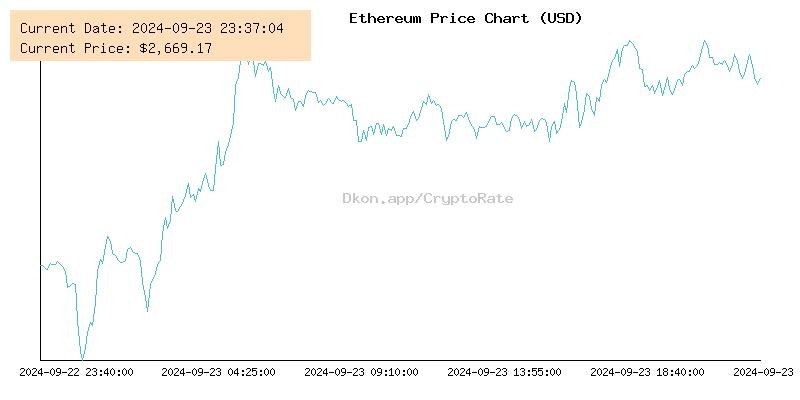 Ethereum Price Chart (USD)
Current Date: 2024-09-23 23:37:04
Current Price: $2,669.17
Dkon.app/CryptoRate
2024-09-22 23:40:00 2024-09-23 04:25:00 2024-09-23 09:10:00 2024-09-23 13:55:00 2024-09-23 18:40:00 2024-09-23